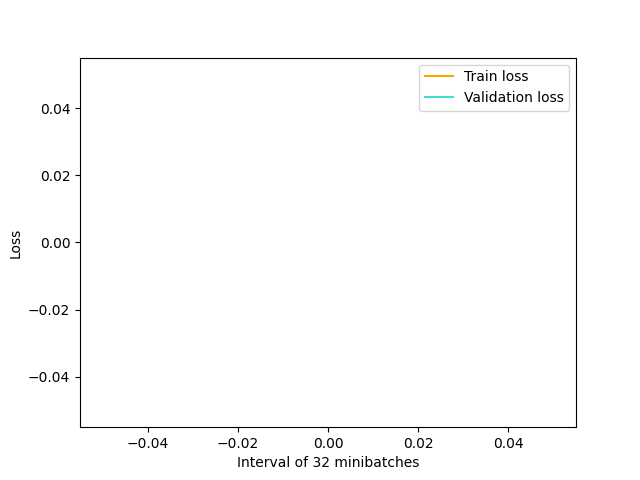 Train loss
Validation loss
0.04
0.02
0.00
−0.02
−0.04
Loss
−0.04 −0.02 0.00 0.02 0.04
Interval of 32 minibatches